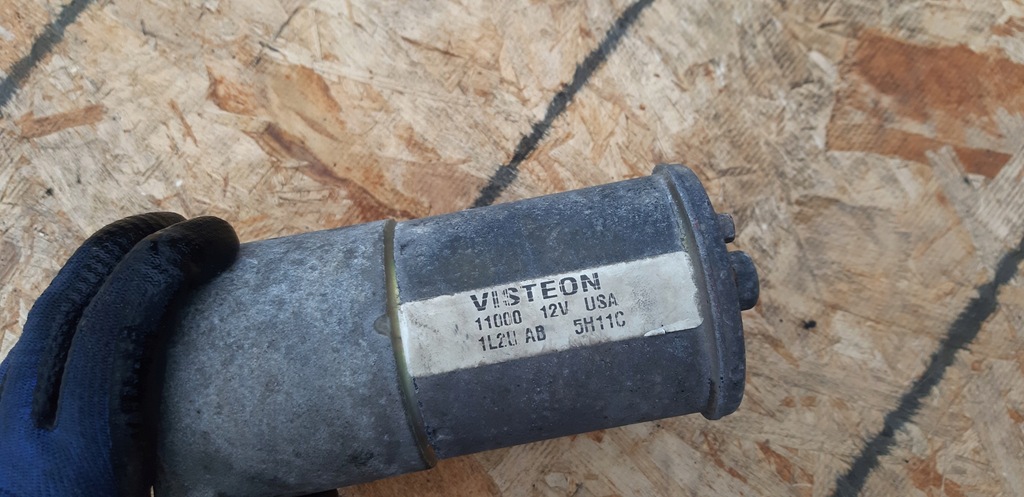 VISTEON
11000 12V USA
1L2U AB 5H11C